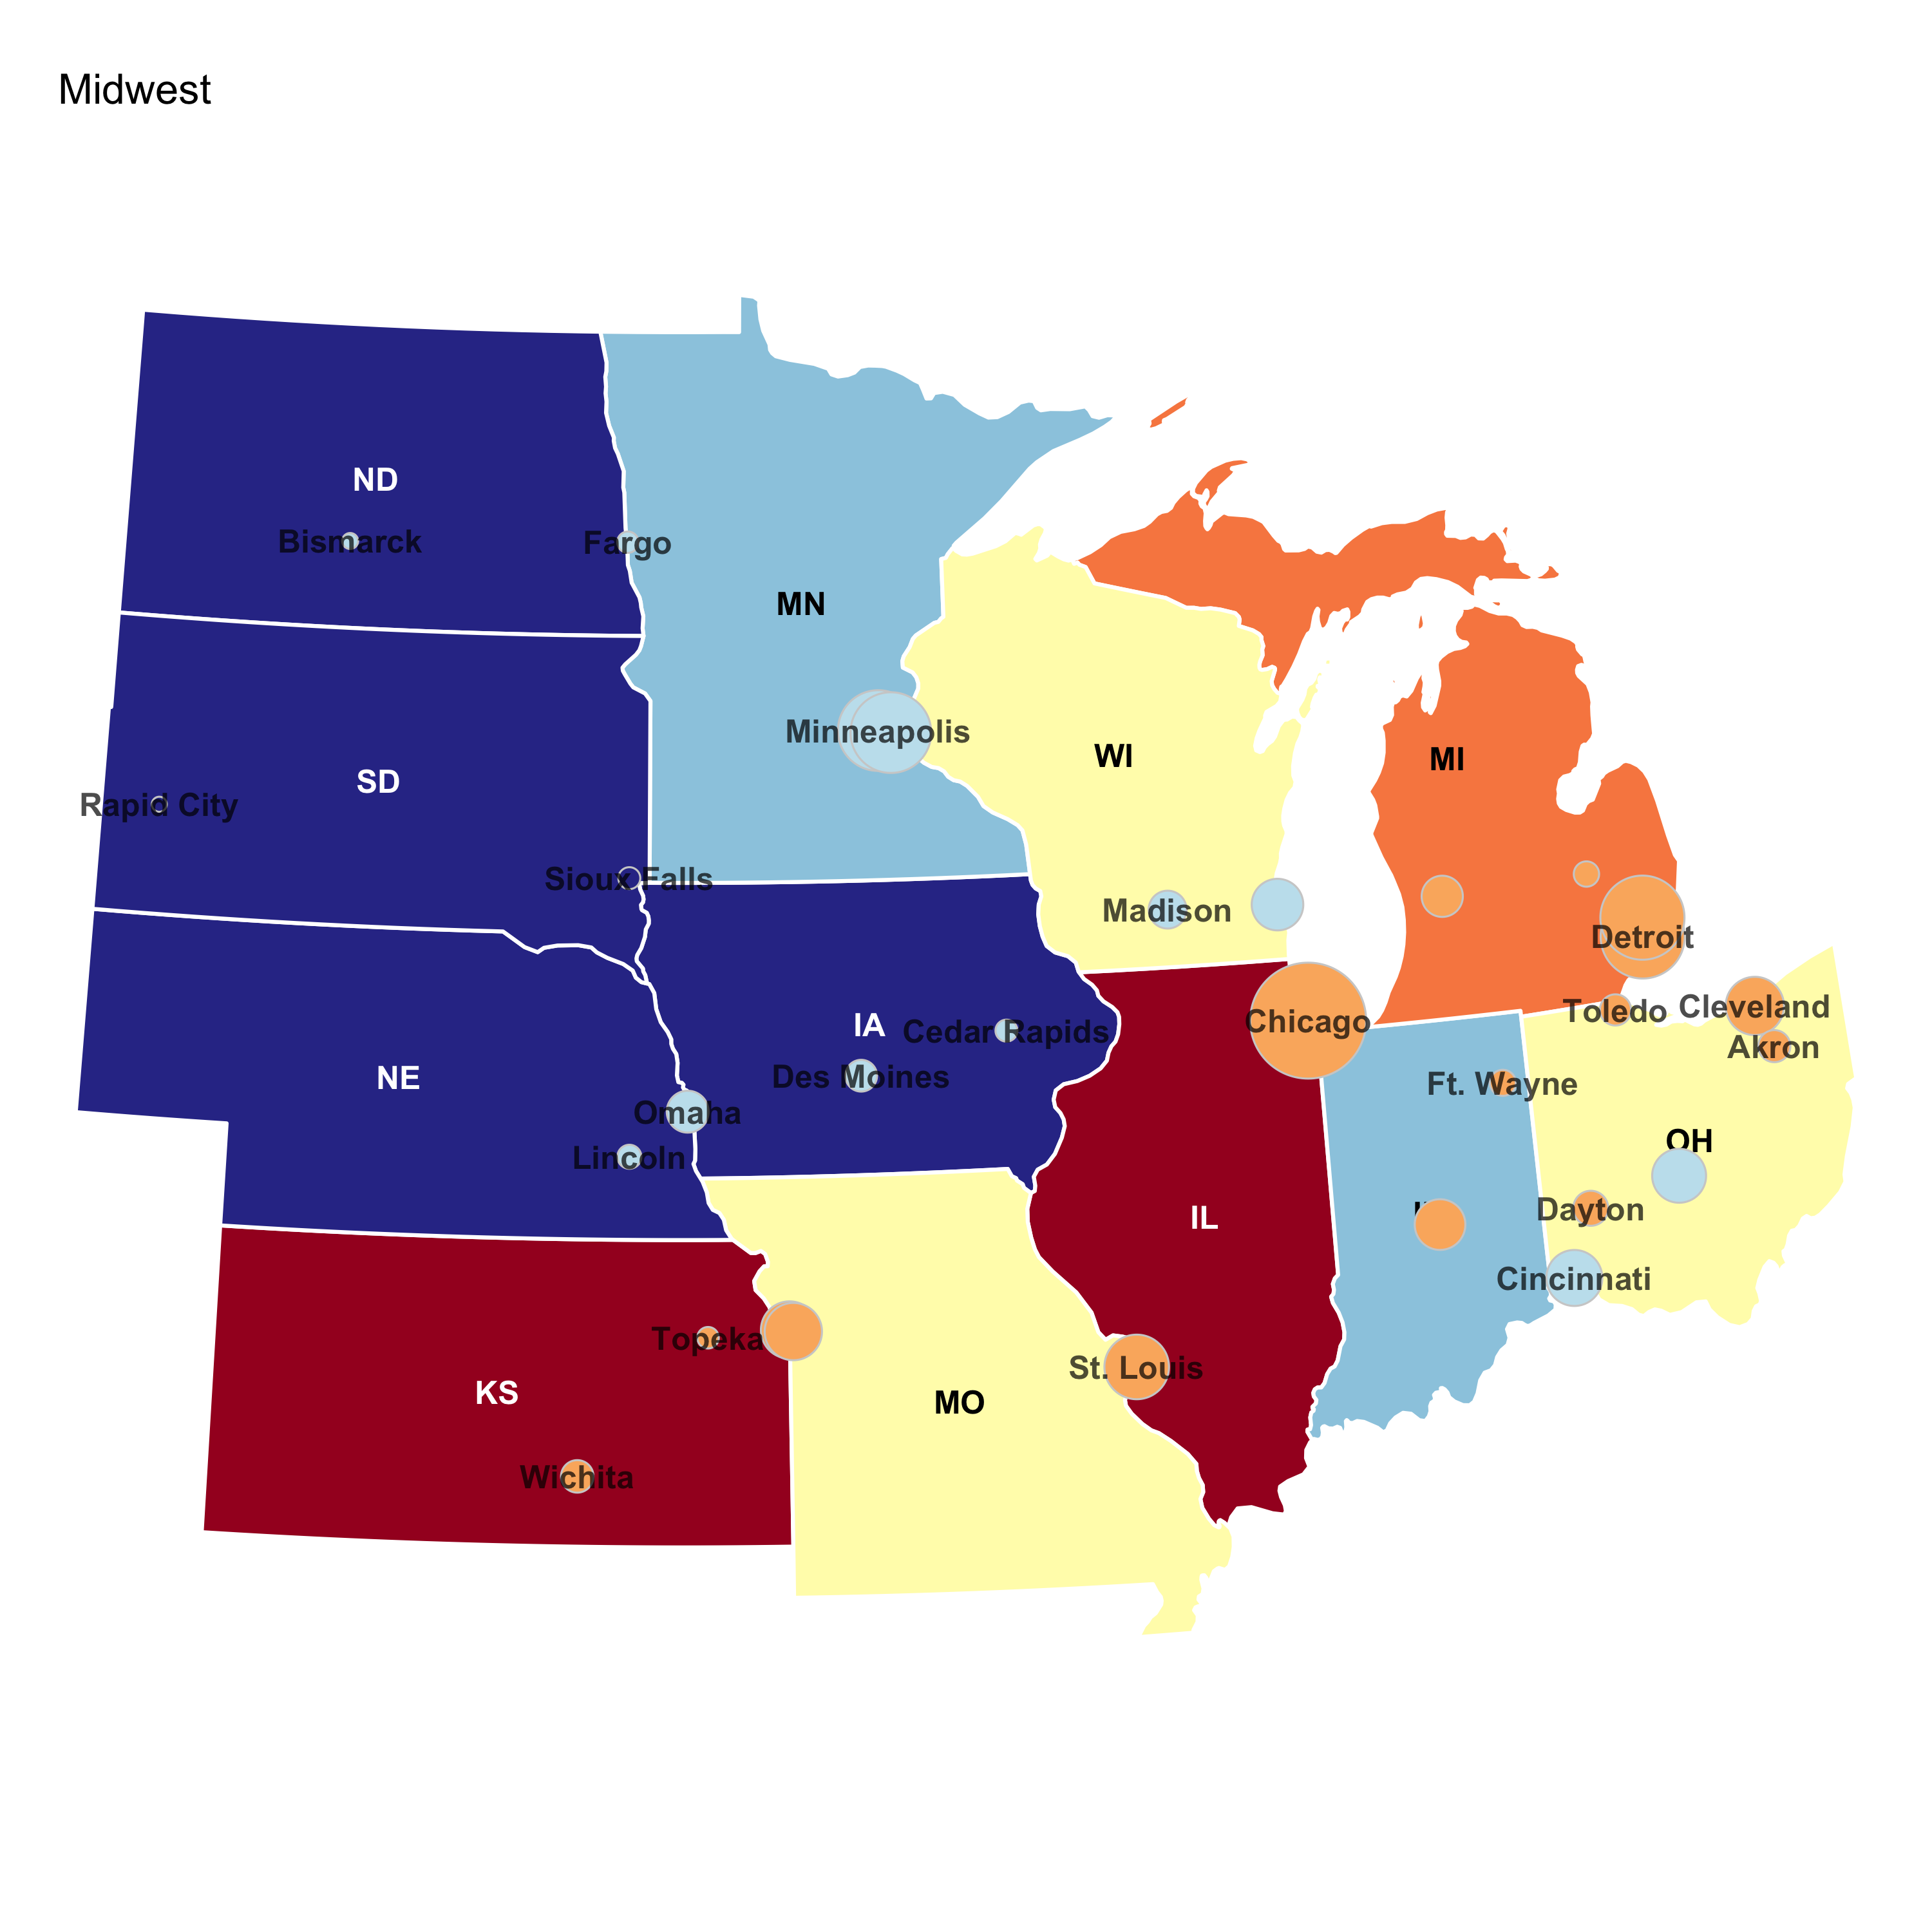 Midwest
ND
Bismarck
Fargo
MN
Minneapolis
WI
MI
SD
Rapid City
Sioux Falls
Madison
Detroit
Toledo
Cleveland
Akron
Chicago
IA
Cedar Rapids
Des Moines
NE
Omaha
Lincoln
Ft. Wayne
OH
Dayton
IL
Cincinnati
Topeka
St. Louis
KS
MO
Wichita